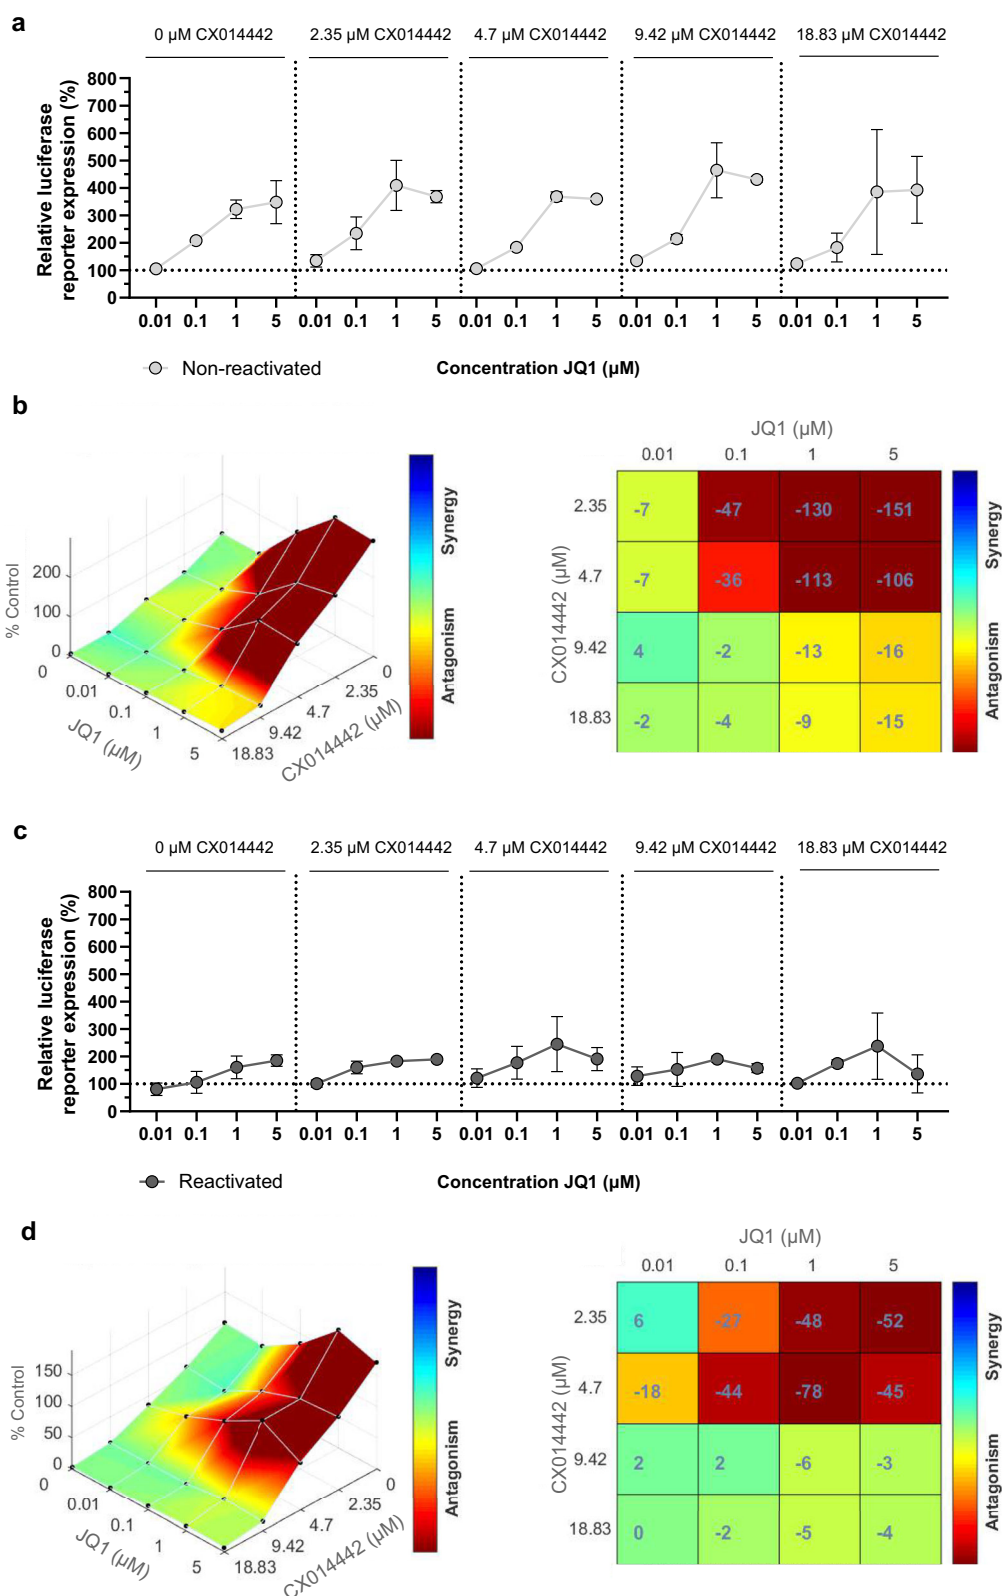 a
0 µM CX014442 2.35 µM CX014442 4.7 µM CX014442 9.42 µM CX014442 18.83 µM CX014442
Relative luciferase
reporter expression (%)
800
700
600
500
400
300
200
100
0
0.01 0.1 1 5 0.01 0.1 1 5 0.01 0.1 1 5 0.01 0.1 1 5 0.01 0.1 1 5
Non-reactivated
Concentration JQ1 (µM)
b
% Control
200
100
0
0
0.01
0.1
1
5
JQ1 (µM)
18.83
9.42
4.7
2.35
0
CX014442 (µM)
Synergy
Antagonism
JQ1 (µM)
0.01 0.1 1 5
CX014442 (µM)
2.35 -7 -47 -130 -151
4.7 -7 -36 -113 -106
9.42 4 -2 -13 -16
18.83 -2 -4 -9 -15
Synergy
Antagonism
c
0 µM CX014442 2.35 µM CX014442 4.7 µM CX014442 9.42 µM CX014442 18.83 µM CX014442
Relative luciferase
reporter expression (%)
800
700
600
500
400
300
200
100
0
0.01 0.1 1 5 0.01 0.1 1 5 0.01 0.1 1 5 0.01 0.1 1 5 0.01 0.1 1 5
Reactivated
Concentration JQ1 (µM)
d
% Control
150
100
50
0
0
0.01
0.1
1
5
JQ1 (µM)
18.83
9.42
4.7
2.35
0
CX014442 (µM)
Synergy
Antagonism
JQ1 (µM)
0.01 0.1 1 5
CX014442 (µM)
2.35 6 -27 -48 -52
4.7 -18 -44 -78 -45
9.42 2 2 -6 -3
18.83 0 -2 -5 -4
Synergy
Antagonism